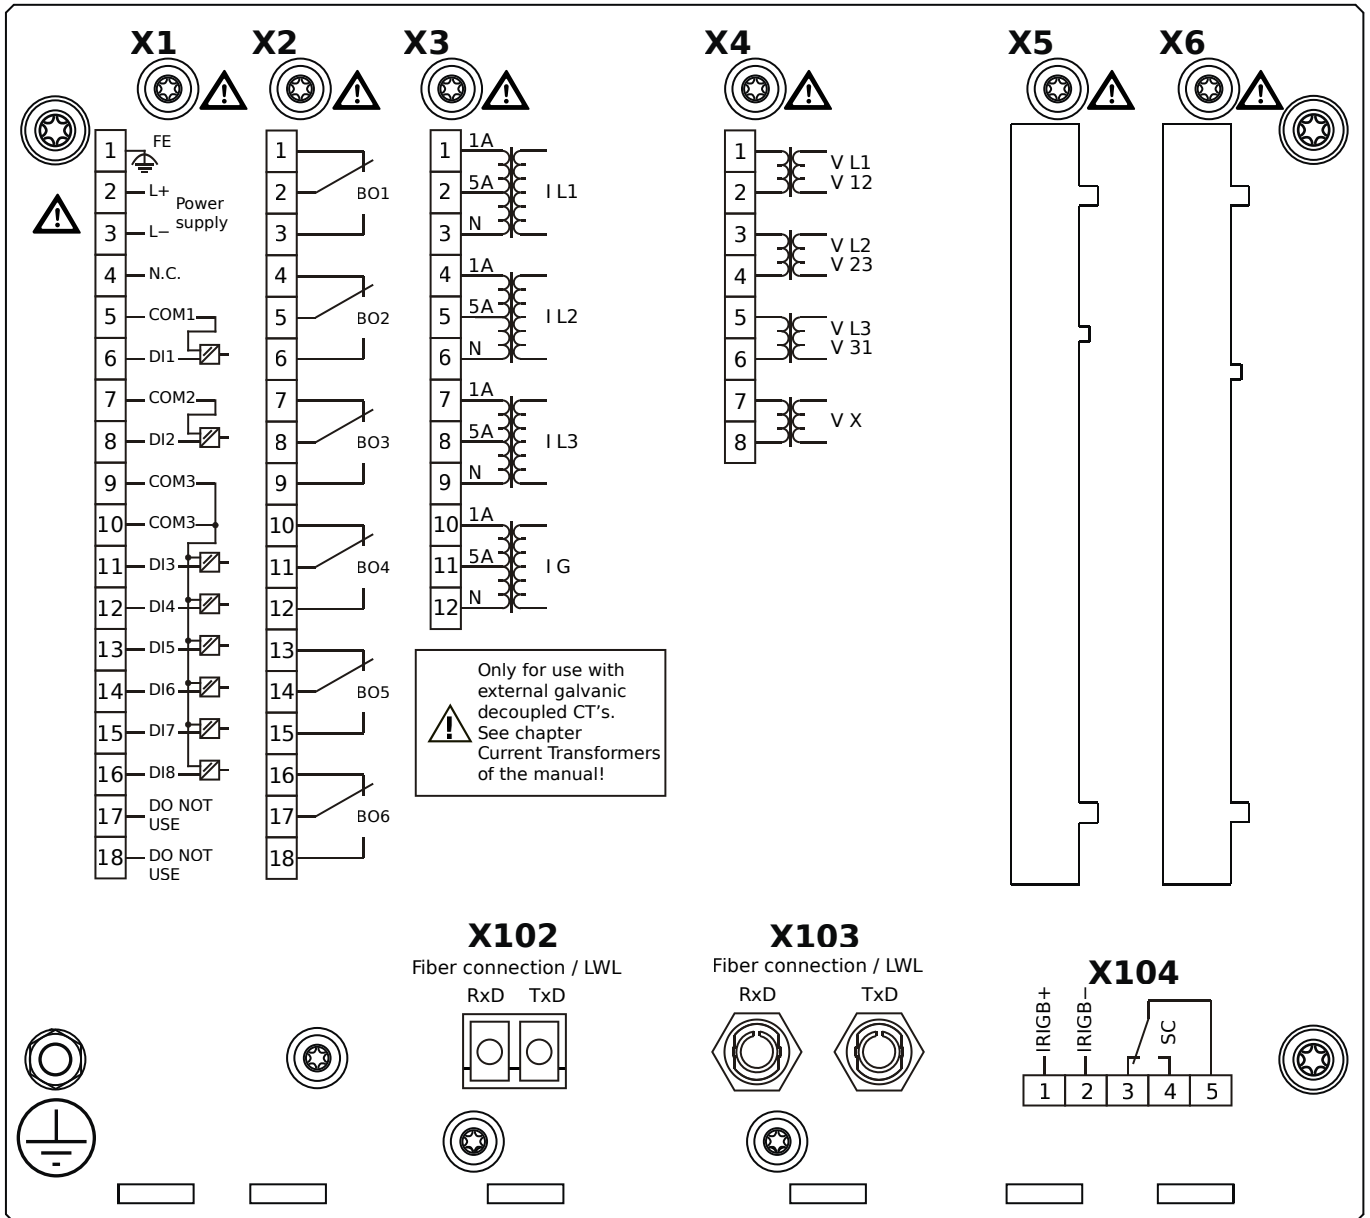 X1
X2
X3
X4
X5
X6
1 FE
2 L+
Power
supply
3 L−
4 N.C.
5 COM1
6 DI1
7 COM2
8 DI2
9 COM3
10 COM3
11 DI3
12 DI4
13 DI5
14 DI6
15 DI7
16 DI8
17 DO NOT
USE
18 DO NOT
USE
1
2 BO1
3
4
5 BO2
6
7
8 BO3
9
10
11 BO4
12
13
14 BO5
15
16
17 BO6
18
1 1A
2 5A I L1
3 N
4 1A
5 5A I L2
6 N
7 1A
8 5A I L3
9 N
10 1A
11 5A I G
12 N
Only for use with
external galvanic
decoupled CT's.
See chapter
Current Transformers
of the manual!
1
2
V L1
V 12
3
4
V L2
V 23
5
6
V L3
V 31
7
8
V X
X102
Fiber connection / LWL
RxD TxD
X103
Fiber connection / LWL
RxD TxD
X104
IRIGB+
IRIGB−
SC
1 2 3 4 5